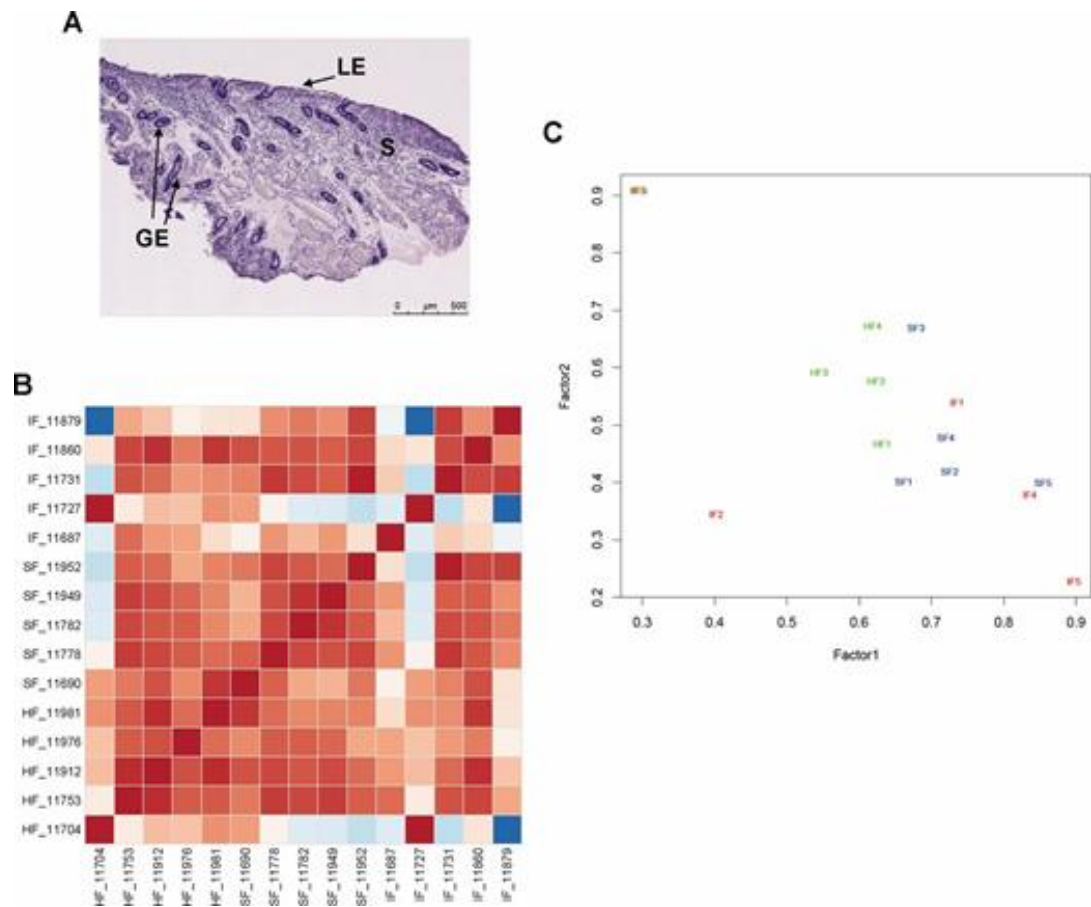 A
LE
S
GE
0 µm 500
B
IF_11879
IF_11860
IF_11731
IF_11727
IF_11687
SF_11952
SF_11949
SF_11782
SF_11778
SF_11690
HF_11981
HF_11976
HF_11912
HF_11753
HF_11704
HF_11704 HF_11753 HF_11912 HF_11976 HF_11981 SF_11690 SF_11778 SF_11782 SF_11949 SF_11952 IF_11687 IF_11727 IF_11731 IF_11860 IF_11879
C
Factor2
0.9
0.8
0.7
0.6
0.5
0.4
0.3
0.2
HF4
SF3
IF1
HF1
SF4
SF2
SF1
SF5
IF4
IF2
IF5
0.3 0.4 0.5 0.6 0.7 0.8 0.9
Factor1